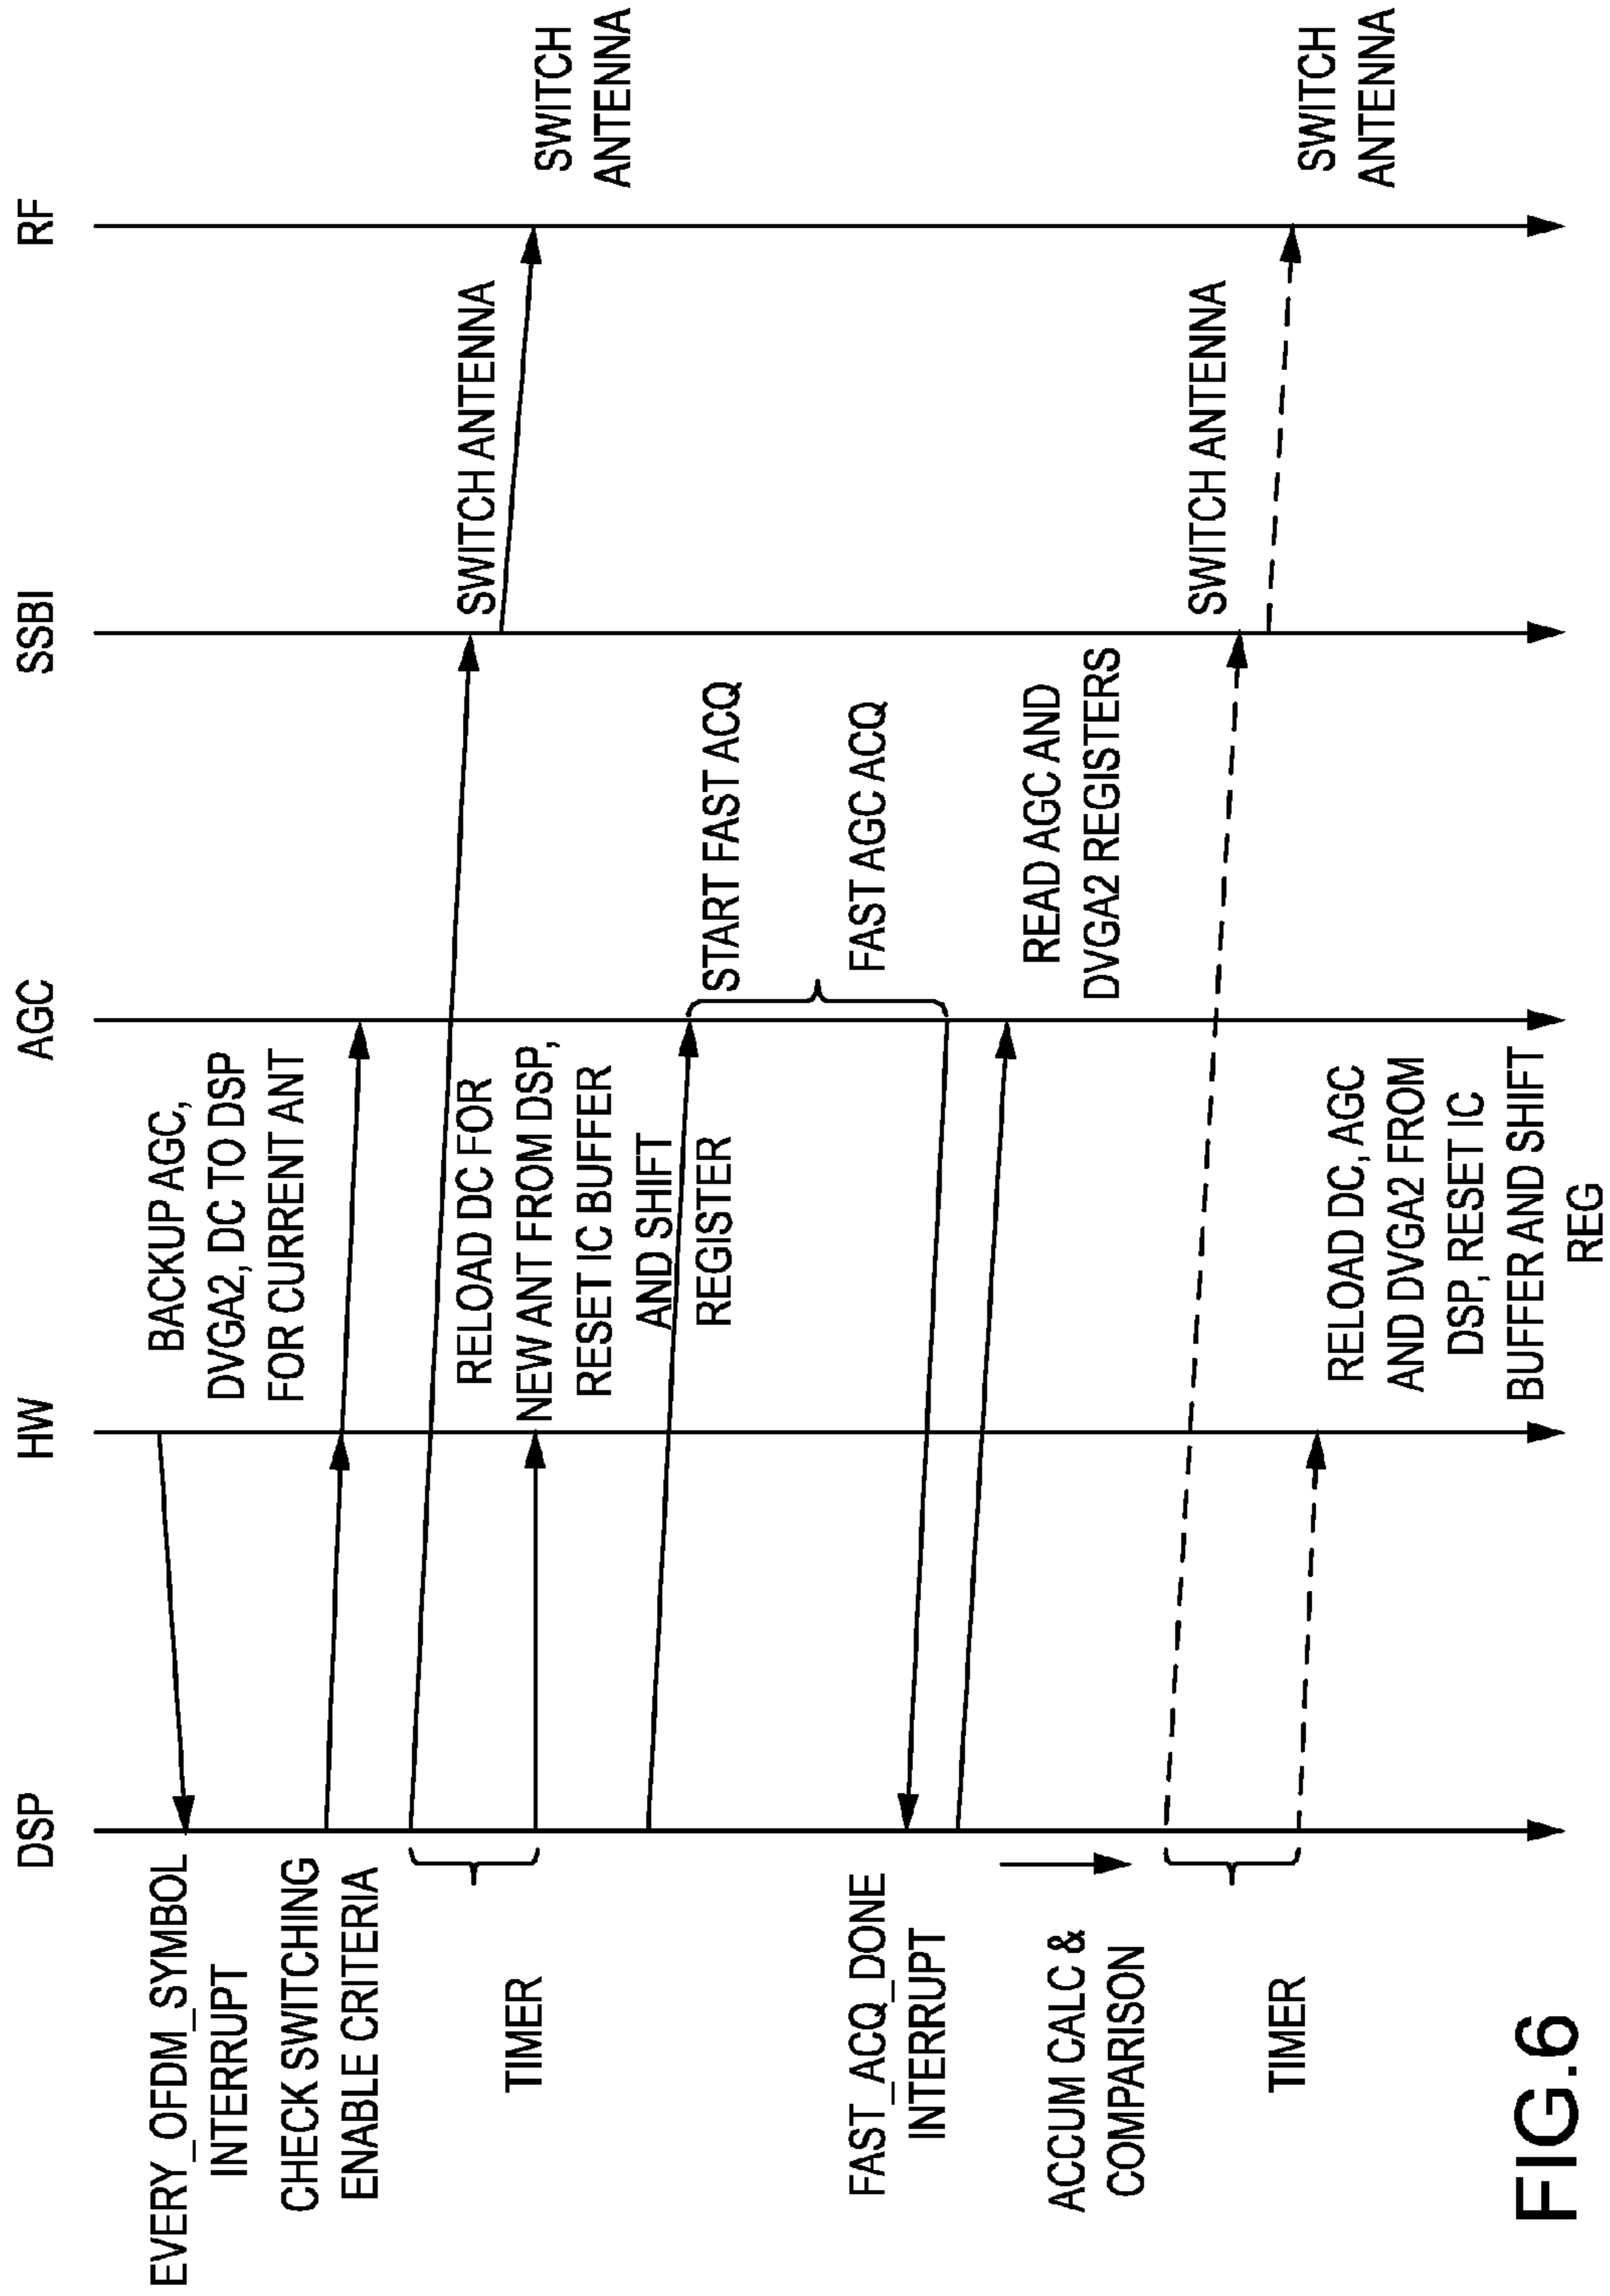 DSP
HW
AGC
SSBI
RF
EVERY_OFDM_SYMBOL
INTERRUPT
BACKUP AGC,
DVGA2, DC TO DSP
FOR CURRENT ANT
CHECK SWITCHING
ENABLE CRITERIA
SWITCH ANTENNA
SWITCH
ANTENNA
TIMER
RELOAD DC FOR
NEW ANT FROM DSP,
RESET IC BUFFER
AND SHIFT
REGISTER
START FAST ACQ
FAST AGC ACQ
FAST_ACQ_DONE
INTERRUPT
READ AGC AND
DVGA2 REGISTERS
ACCUM CALC &
COMPARISON
SWITCH ANTENNA
SWITCH
ANTENNA
TIMER
RELOAD DC, AGC
AND DVGA2 FROM
DSP, RESET IC
BUFFER AND SHIFT
REG
FIG.6